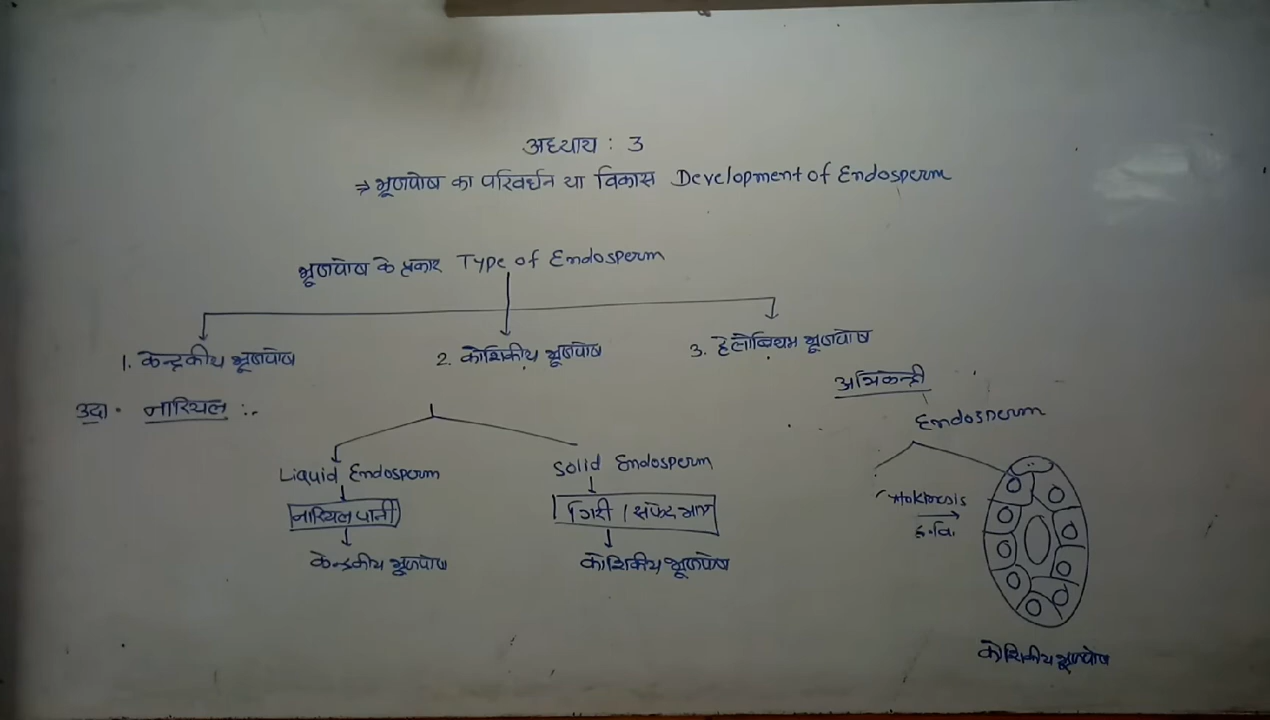 अध्याय : 3
⇒ भ्रूणपोष का परिवर्धन या विकास Development of Endosperm
भ्रूणपोष के प्रकार Type of Endosperm
1. केन्द्रकीय भ्रूणपोष
2. कोशिकीय भ्रूणपोष
3. हेलोबियम भ्रूणपोष
उदा. नारियल :-
Endosperm
Liquid Endosperm
Solid Endosperm
नारियल पानी
गिरी / सफेद भाग
केन्द्रकीय भ्रूणपोष
कोशिकीय भ्रूणपोष
क.वि.
कोशिकीय भ्रूणपोष